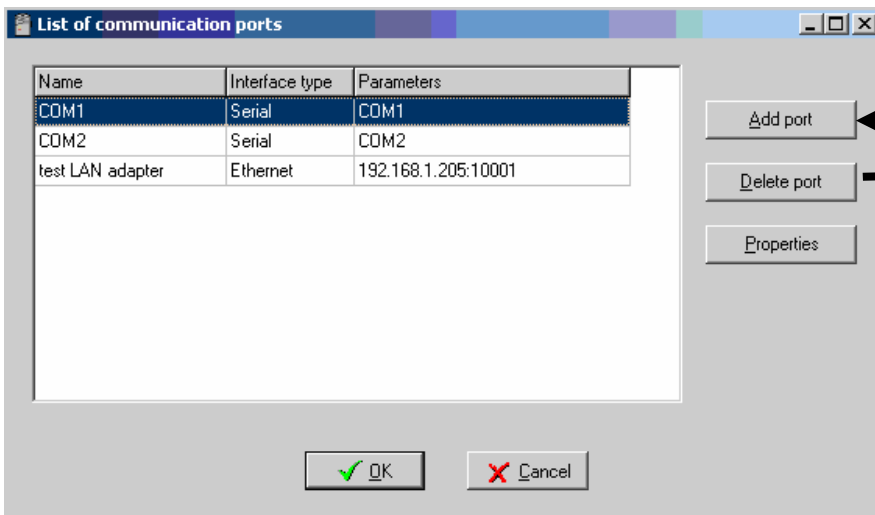 List of communication ports
Name Interface type Parameters
COM1 Serial COM1
COM2 Serial COM2
test LAN adapter Ethernet 192.168.1.205:10001
Add port
Delete port
Properties
OK Cancel